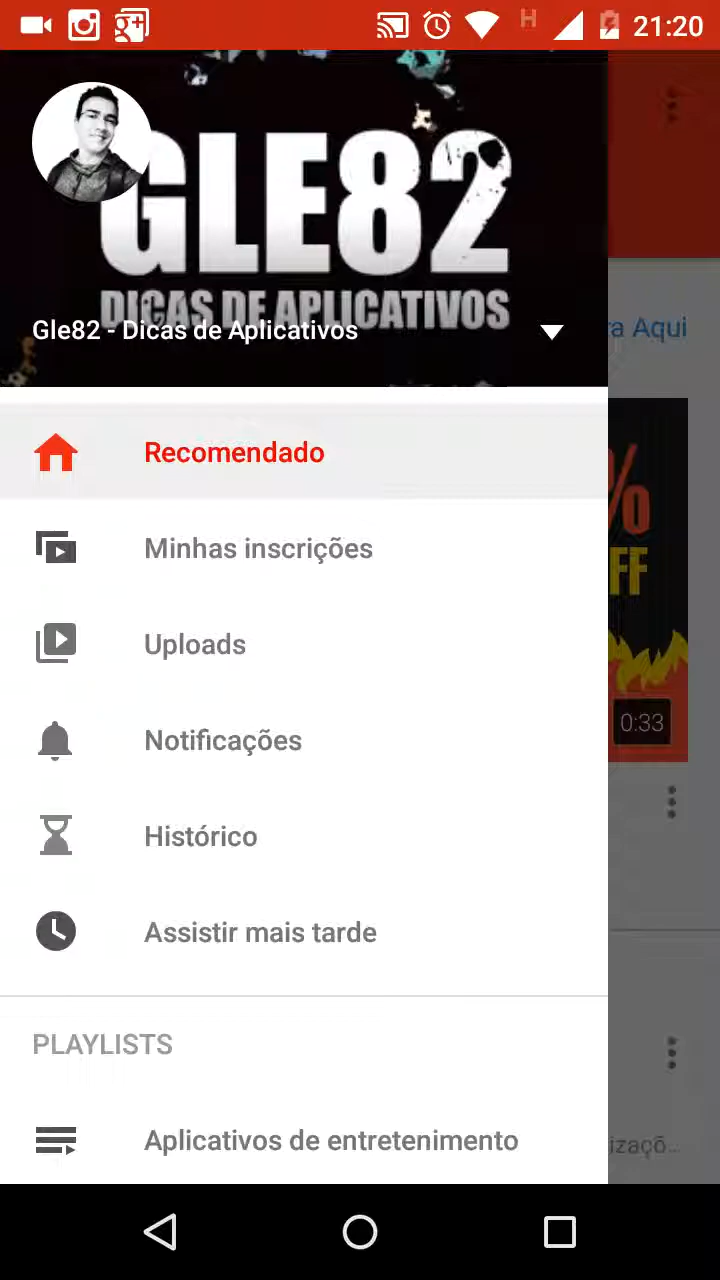 H 21:20
GLE82
DICAS DE APLICATIVOS
Gle82 - Dicas de Aplicativos
a Aqui
Recomendado
%
FF
Minhas inscrições
Uploads
0:33
Notificações
Histórico
Assistir mais tarde
PLAYLISTS
Aplicativos de entretenimento
izaçõ...